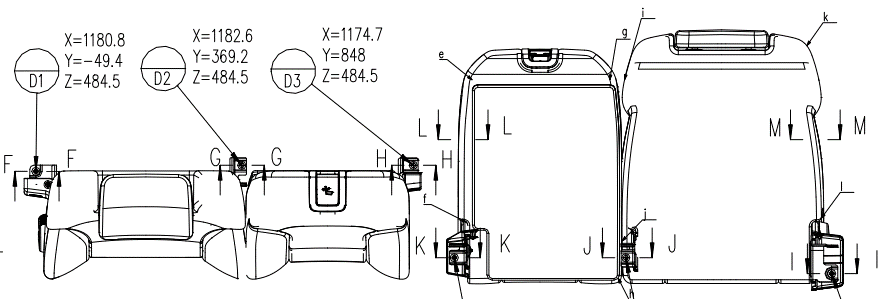 X=1180.8
Y=-49.4
Z=484.5
D1
X=1182.6
Y=369.2
Z=484.5
D2
X=1174.7
Y=848
Z=484.5
D3
e
g
i
k
L L
M M
F F
G G
H H
f
j
l
K K
J J
I I
h